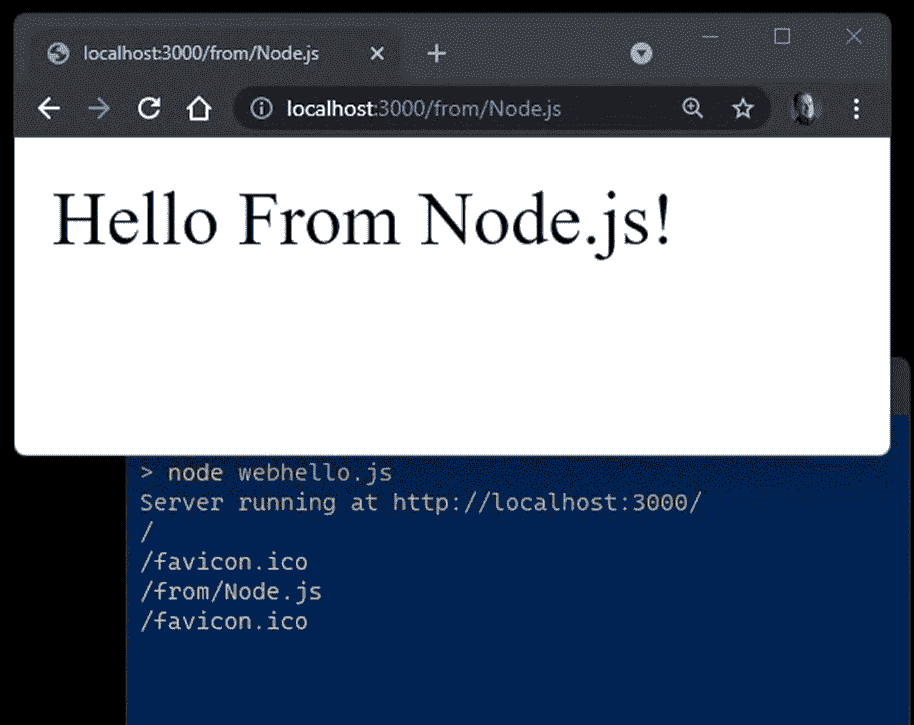 localhost:3000/from/Node.js
localhost:3000/from/Node.js
Hello From Node.js!
> node webhello.js
Server running at http://localhost:3000/
/
/favicon.ico
/from/Node.js
/favicon.ico